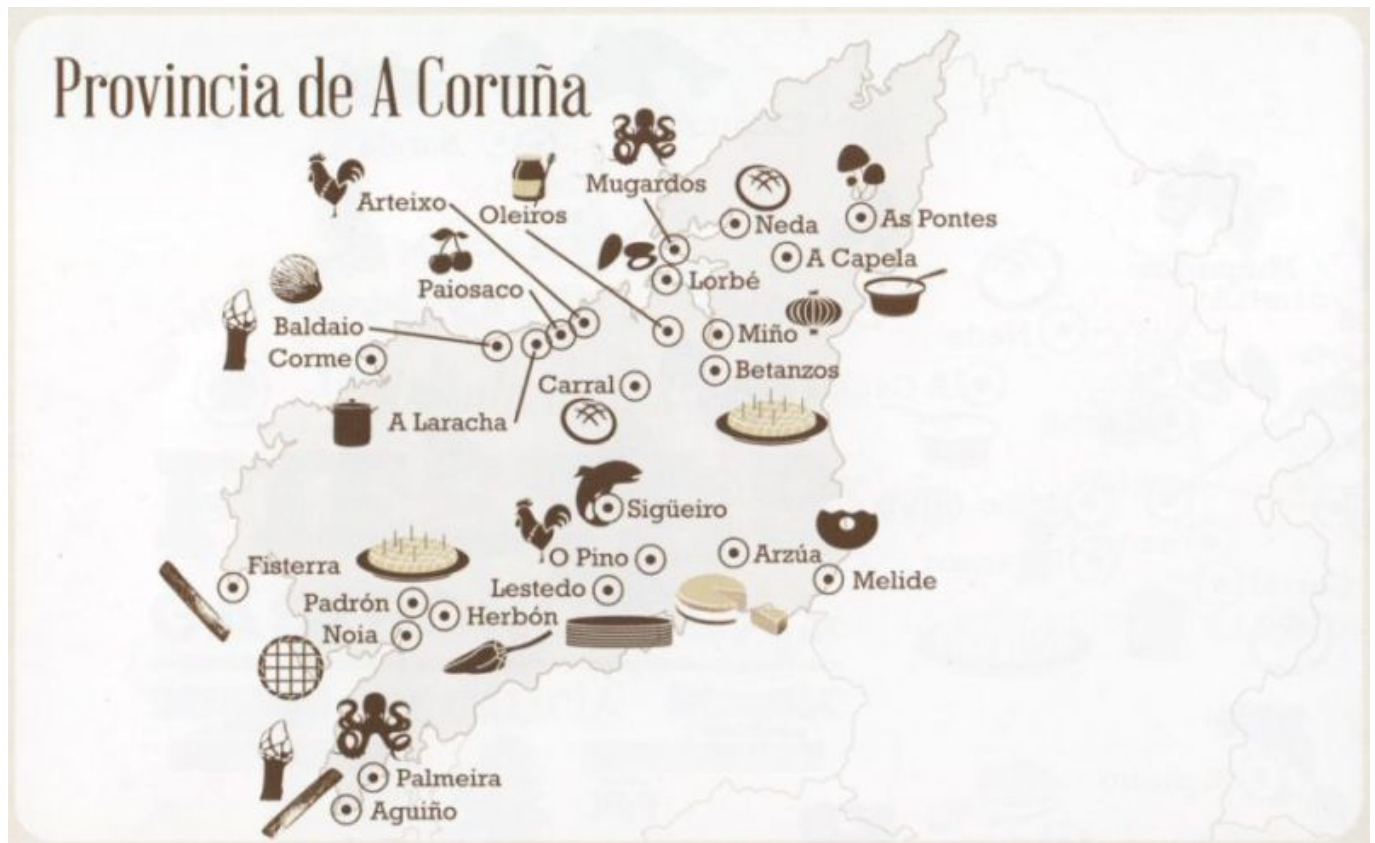 Provincia de A Coruña
Mugardos
Arteixo
Oleiros
Neda
As Pontes
A Capela
Lorbé
Paiosaco
Baldaio
Miño
Corme
Betanzos
Carral
A Laracha
Sigüeiro
O Pino
Arzúa
Fisterra
Melide
Lestedo
Padrón
Herbón
Noia
Palmeira
Aguiño